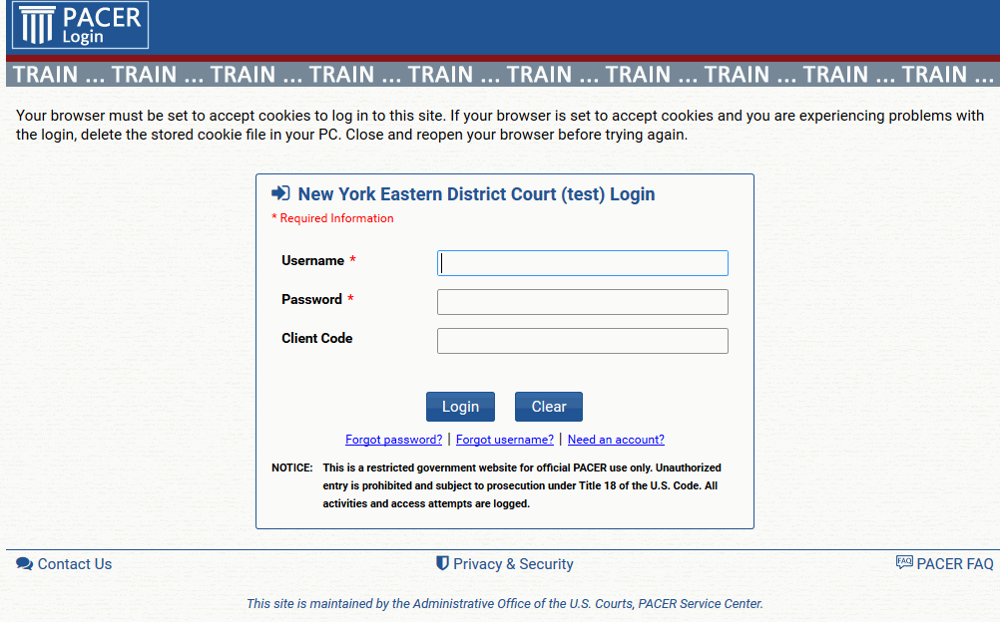 PACER
Login
TRAIN ... TRAIN ... TRAIN ... TRAIN ... TRAIN ... TRAIN ... TRAIN ... TRAIN ... TRAIN ... TRAIN ...
Your browser must be set to accept cookies to log in to this site. If your browser is set to accept cookies and you are experiencing problems with
the login, delete the stored cookie file in your PC. Close and reopen your browser before trying again.
New York Eastern District Court (test) Login
* Required Information
Username *
Password *
Client Code
Login Clear
Forgot password? | Forgot username? | Need an account?
NOTICE: This is a restricted government website for official PACER use only. Unauthorized
entry is prohibited and subject to prosecution under Title 18 of the U.S. Code. All
activities and access attempts are logged.
Contact Us Privacy & Security FAQ PACER FAQ
This site is maintained by the Administrative Office of the U.S. Courts, PACER Service Center.